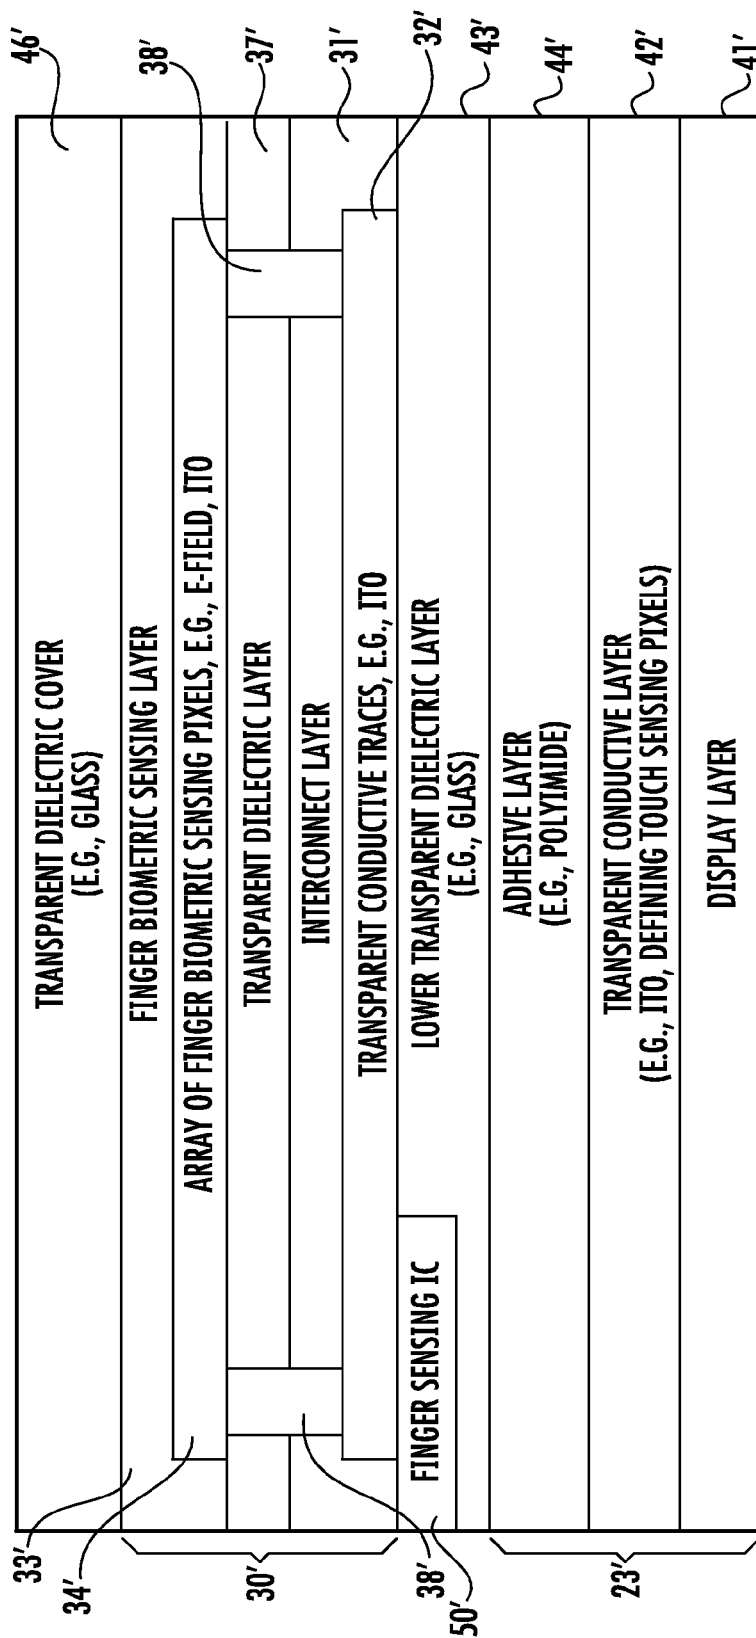 46'
38'
37'
31'
32'
43'
44'
42'
41'
TRANSPARENT DIELECTRIC COVER
(E.G., GLASS)
FINGER BIOMETRIC SENSING LAYER
ARRAY OF FINGER BIOMETRIC SENSING PIXELS, E.G., E-FIELD, ITO
TRANSPARENT DIELECTRIC LAYER
INTERCONNECT LAYER
TRANSPARENT CONDUCTIVE TRACES, E.G., ITO
LOWER TRANSPARENT DIELECTRIC LAYER
(E.G., GLASS)
FINGER SENSING IC
ADHESIVE LAYER
(E.G., POLYIMIDE)
TRANSPARENT CONDUCTIVE LAYER
(E.G., ITO, DEFINING TOUCH SENSING PIXELS)
DISPLAY LAYER
33'
34'
30'
38'
50'
23'